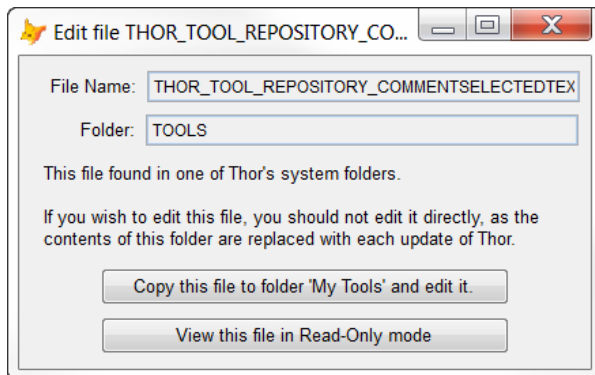 Edit file THOR_TOOL_REPOSITORY_CO...
File Name: THOR_TOOL_REPOSITORY_COMMENTSELECTEDTEX
Folder: TOOLS
This file found in one of Thor's system folders.
If you wish to edit this file, you should not edit it directly, as the
contents of this folder are replaced with each update of Thor.
Copy this file to folder 'My Tools' and edit it.
View this file in Read-Only mode